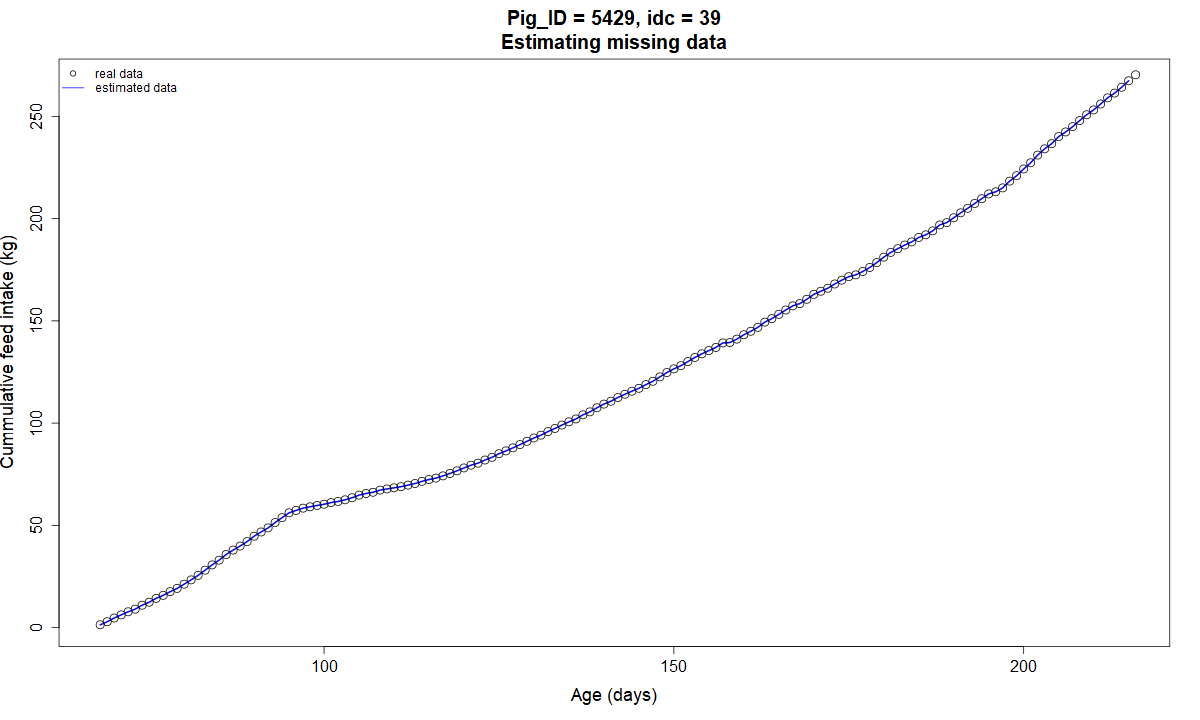 Pig_ID = 5429, idc = 39
Estimating missing data
real data
estimated data
Cummulative feed intake (kg)
250
200
150
100
50
0
100 150 200
Age (days)